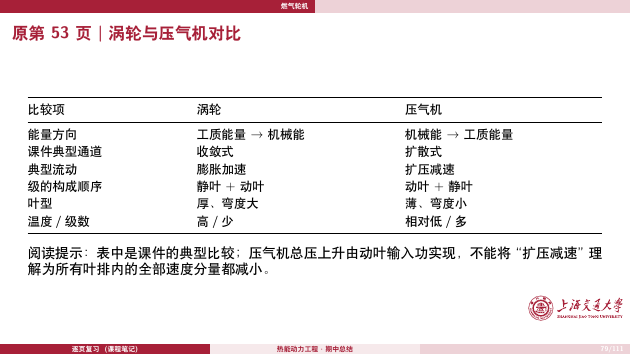 燃气轮机
原第 53 页 | 涡轮与压气机对比
比较项 涡轮 压气机
能量方向 工质能量 → 机械能 机械能 → 工质能量
课件典型通道 收敛式 扩散式
典型流动 膨胀加速 扩压减速
级的构成顺序 静叶 + 动叶 动叶 + 静叶
叶型 厚、弯度大 薄、弯度小
温度 / 级数 高 / 少 相对低 / 多
阅读提示：表中是课件的典型比较；压气机总压上升由动叶输入功实现，不能将“扩压减速”理
解为所有叶排内的全部速度分量都减小。
上海交通大学
SHANGHAI JIAO TONG UNIVERSITY
逐页复习（课程笔记） 热能动力工程 · 期中总结 79/111